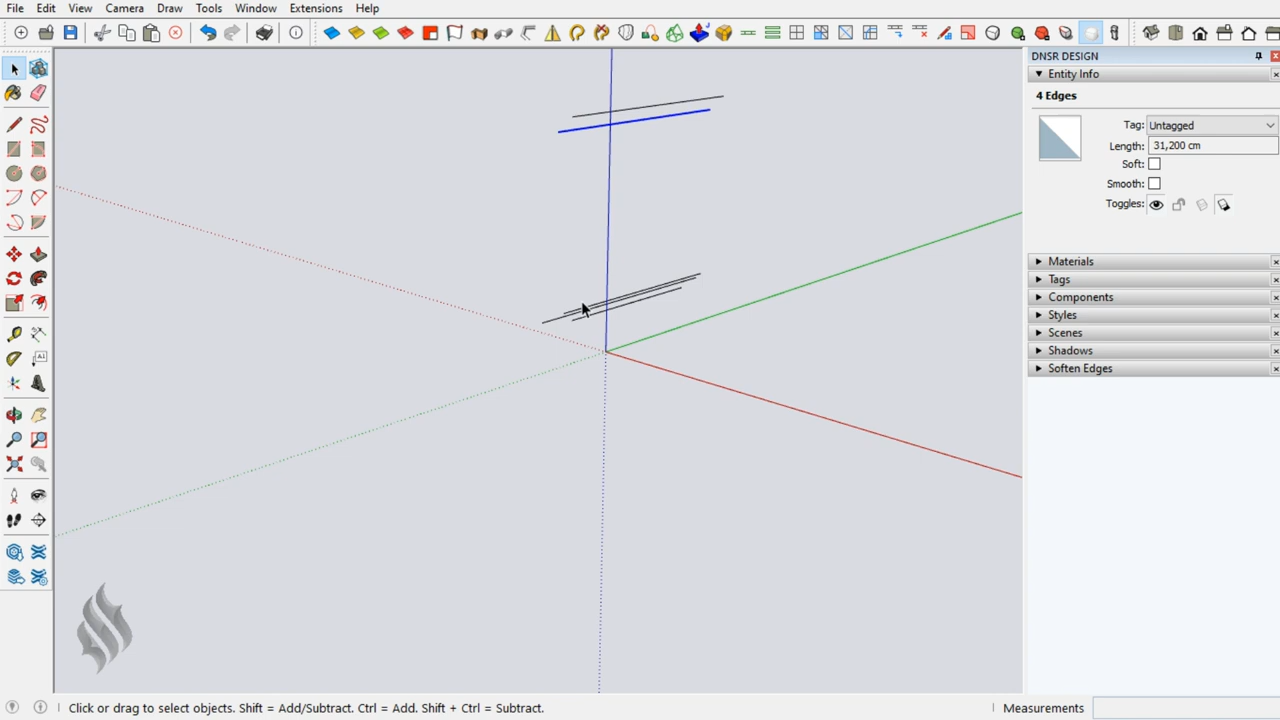 File Edit View Camera Draw Tools Window Extensions Help
DNSR DESIGN
Entity Info
4 Edges
Tag: Untagged
Length: 31,200 cm
Soft:
Smooth:
Toggles:
Materials
Tags
Components
Styles
Scenes
Shadows
Soften Edges
Click or drag to select objects. Shift = Add/Subtract. Ctrl = Add. Shift + Ctrl = Subtract.
Measurements